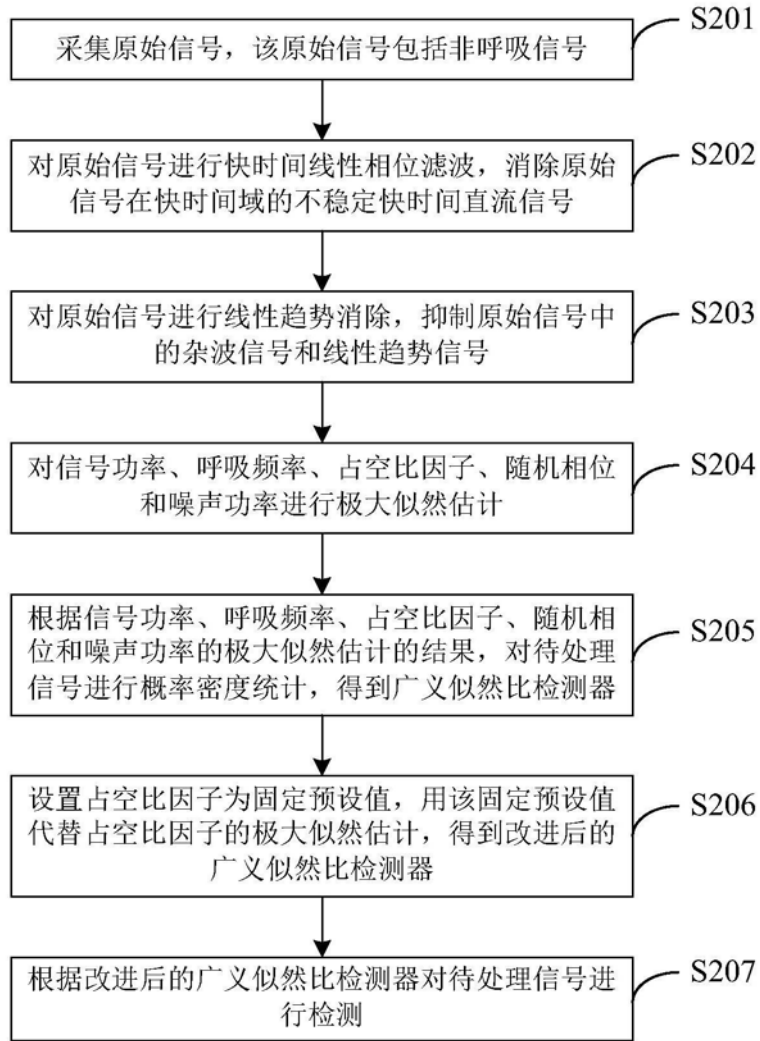 采集原始信号，该原始信号包括非呼吸信号
S201
对原始信号进行快时间线性相位滤波，消除原始
信号在快时间域的不稳定快时间直流信号
S202
对原始信号进行线性趋势消除，抑制原始信号中
的杂波信号和线性趋势信号
S203
对信号功率、呼吸频率、占空比因子、随机相位
和噪声功率进行极大似然估计
S204
根据信号功率、呼吸频率、占空比因子、随机相
位和噪声功率的极大似然估计的结果，对待处理
信号进行概率密度统计，得到广义似然比检测器
S205
设置占空比因子为固定预设值，用该固定预设值
代替占空比因子的极大似然估计，得到改进后的
广义似然比检测器
S206
根据改进后的广义似然比检测器对待处理信号进
行检测
S207